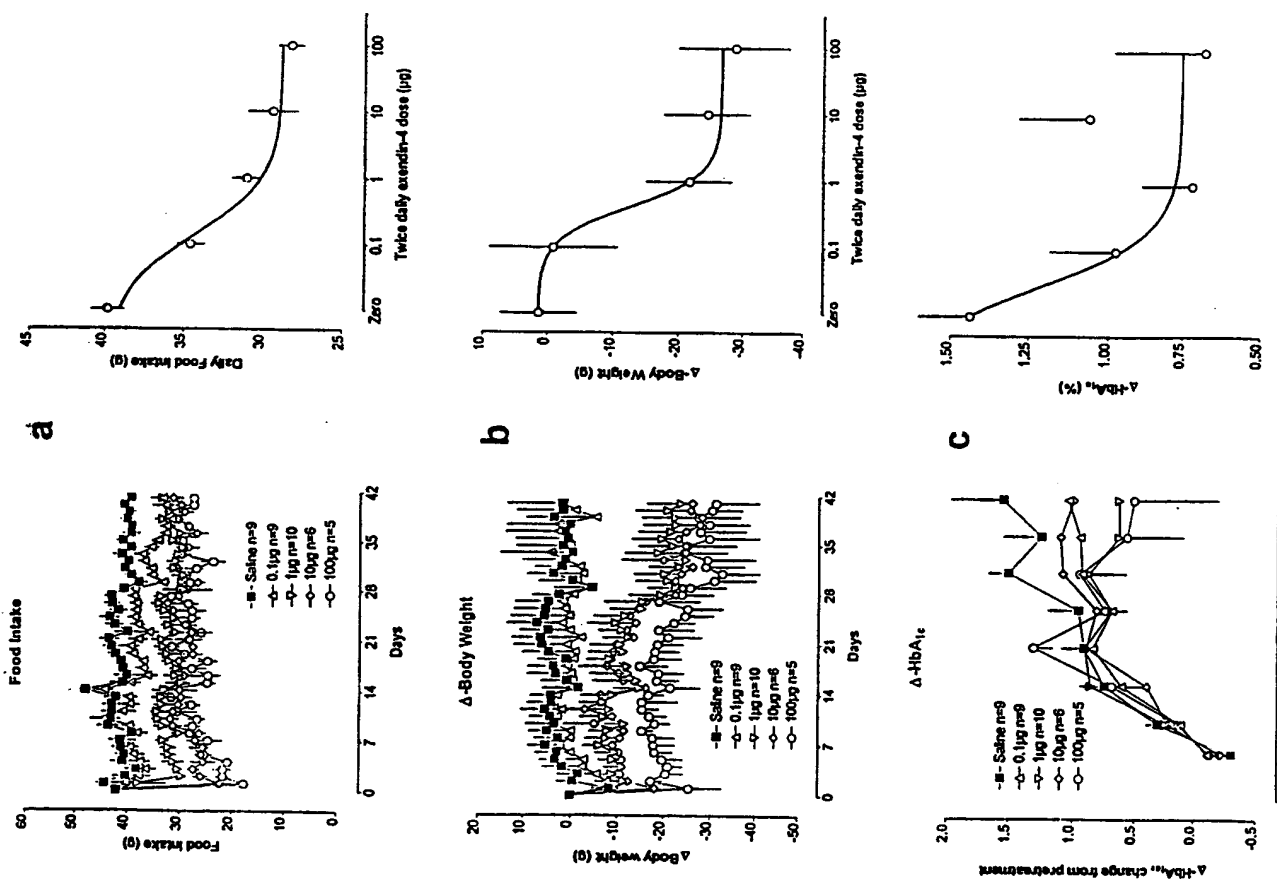 a
Food Intake
Food Intake (g)
60
50
40
30
20
10
0
0
7
14
21
28
35
42
Days
-■- Saline n=9
-△- 0.1µg n=9
-▽- 1µg n=10
-◇- 10µg n=6
-○- 100µg n=5
Daily Food Intake (g)
45
35
30
25
Zero
0.1
1
10
100
Twice daily exendin-4 dose (µg)
b
Δ-Body Weight
Δ Body weight (g)
20
10
0
-10
-20
-30
-40
-50
0
7
14
21
28
35
42
Days
-■- Saline n=9
-△- 0.1µg n=9
-▽- 1µg n=10
-◇- 10µg n=6
-○- 100µg n=5
Δ-Body Weight (g)
10
0
-10
-20
-30
-40
Zero
0.1
1
10
100
Twice daily exendin-4 dose (µg)
c
Δ-HbA1c
Δ-HbA1c, change from pretreatment
2.0
1.5
1.0
0.5
0.0
-0.5
-■- Saline n=9
-△- 0.1µg n=9
-▽- 1µg n=10
-◇- 10µg n=6
-○- 100µg n=5
Δ-HbA1c (%)
1.50
1.25
1.00
0.75
0.50